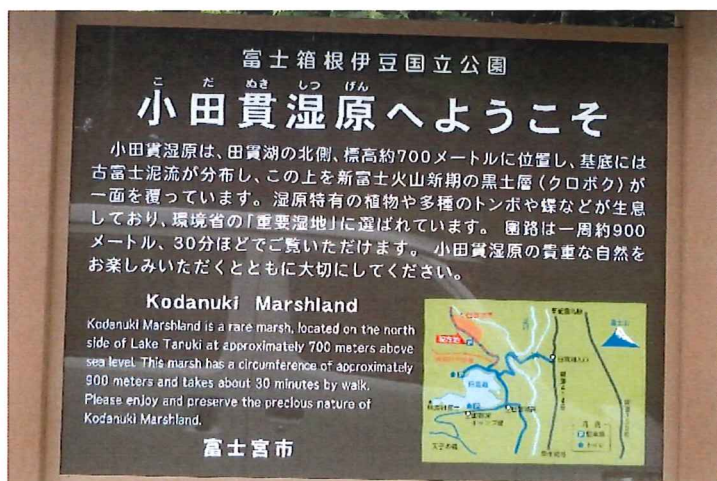 富士箱根伊豆国立公園
こ だ ぬき しつ げん
小田貫湿原へようこそ
小田貫湿原は、田貫湖の北側、標高約700メートルに位置し、基底には
古富士泥流が分布し、この上を新富士火山新期の黒土層（クロボク）が
一面を覆っています。湿原特有の植物や多種のトンボや蝶などが生息
しており、環境省の「重要湿地」に選ばれています。園路は一周約900
メートル、30分ほどでご覧いただけます。小田貫湿原の貴重な自然を
お楽しみいただくとともに大切にしてください。
Kodanuki Marshland
Kodanuki Marshland is a rare marsh, located on the north
side of Lake Tanuki at approximately 700 meters above
sea level. This marsh has a circumference of approximately
900 meters and takes about 30 minutes by walk.
Please enjoy and preserve the precious nature of
Kodanuki Marshland.
富士宮市
富士山
現在地
田貫湖